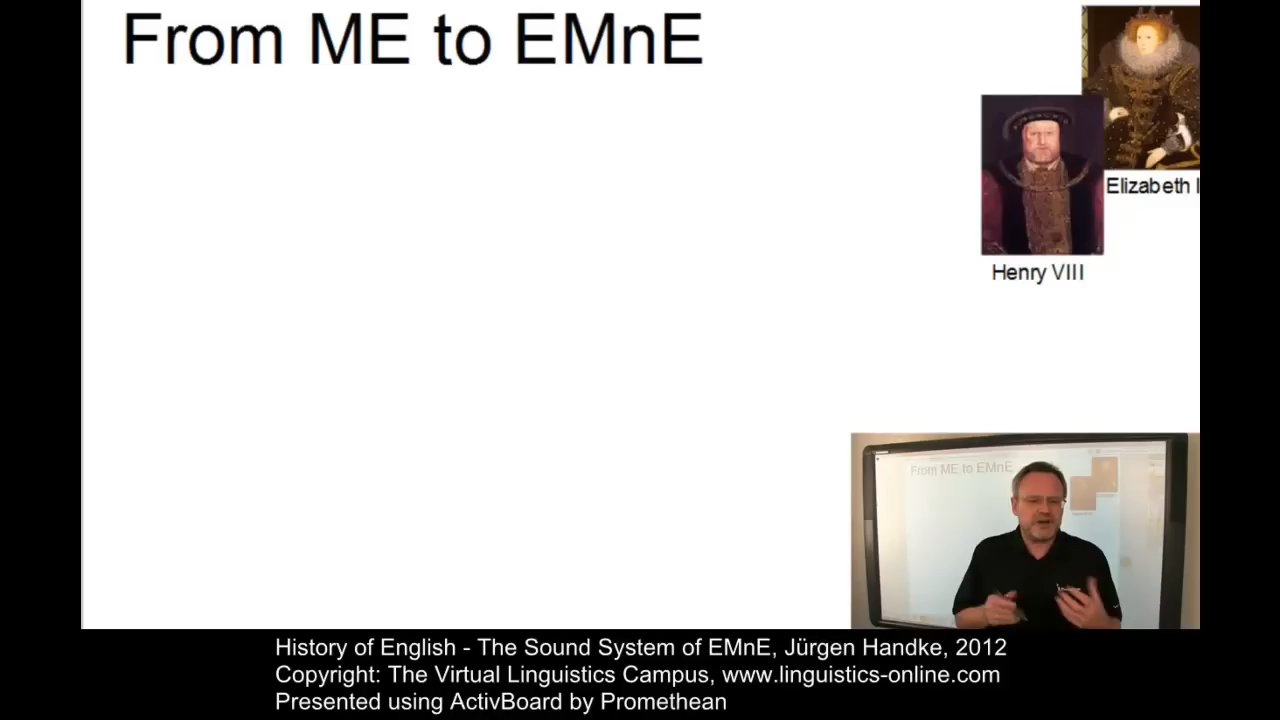 From ME to EMnE
Elizabeth I
Henry VIII
From ME to EMnE
History of English - The Sound System of EMnE, Jürgen Handke, 2012
Copyright: The Virtual Linguistics Campus, www.linguistics-online.com
Presented using ActivBoard by Promethean